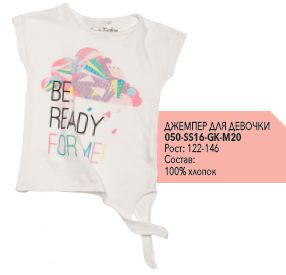 BE
READY
FOR ME!
ДЖЕМПЕР ДЛЯ ДЕВОЧКИ
050-SS16-GK-M20
Рост: 122-146
Состав:
100% хлопок